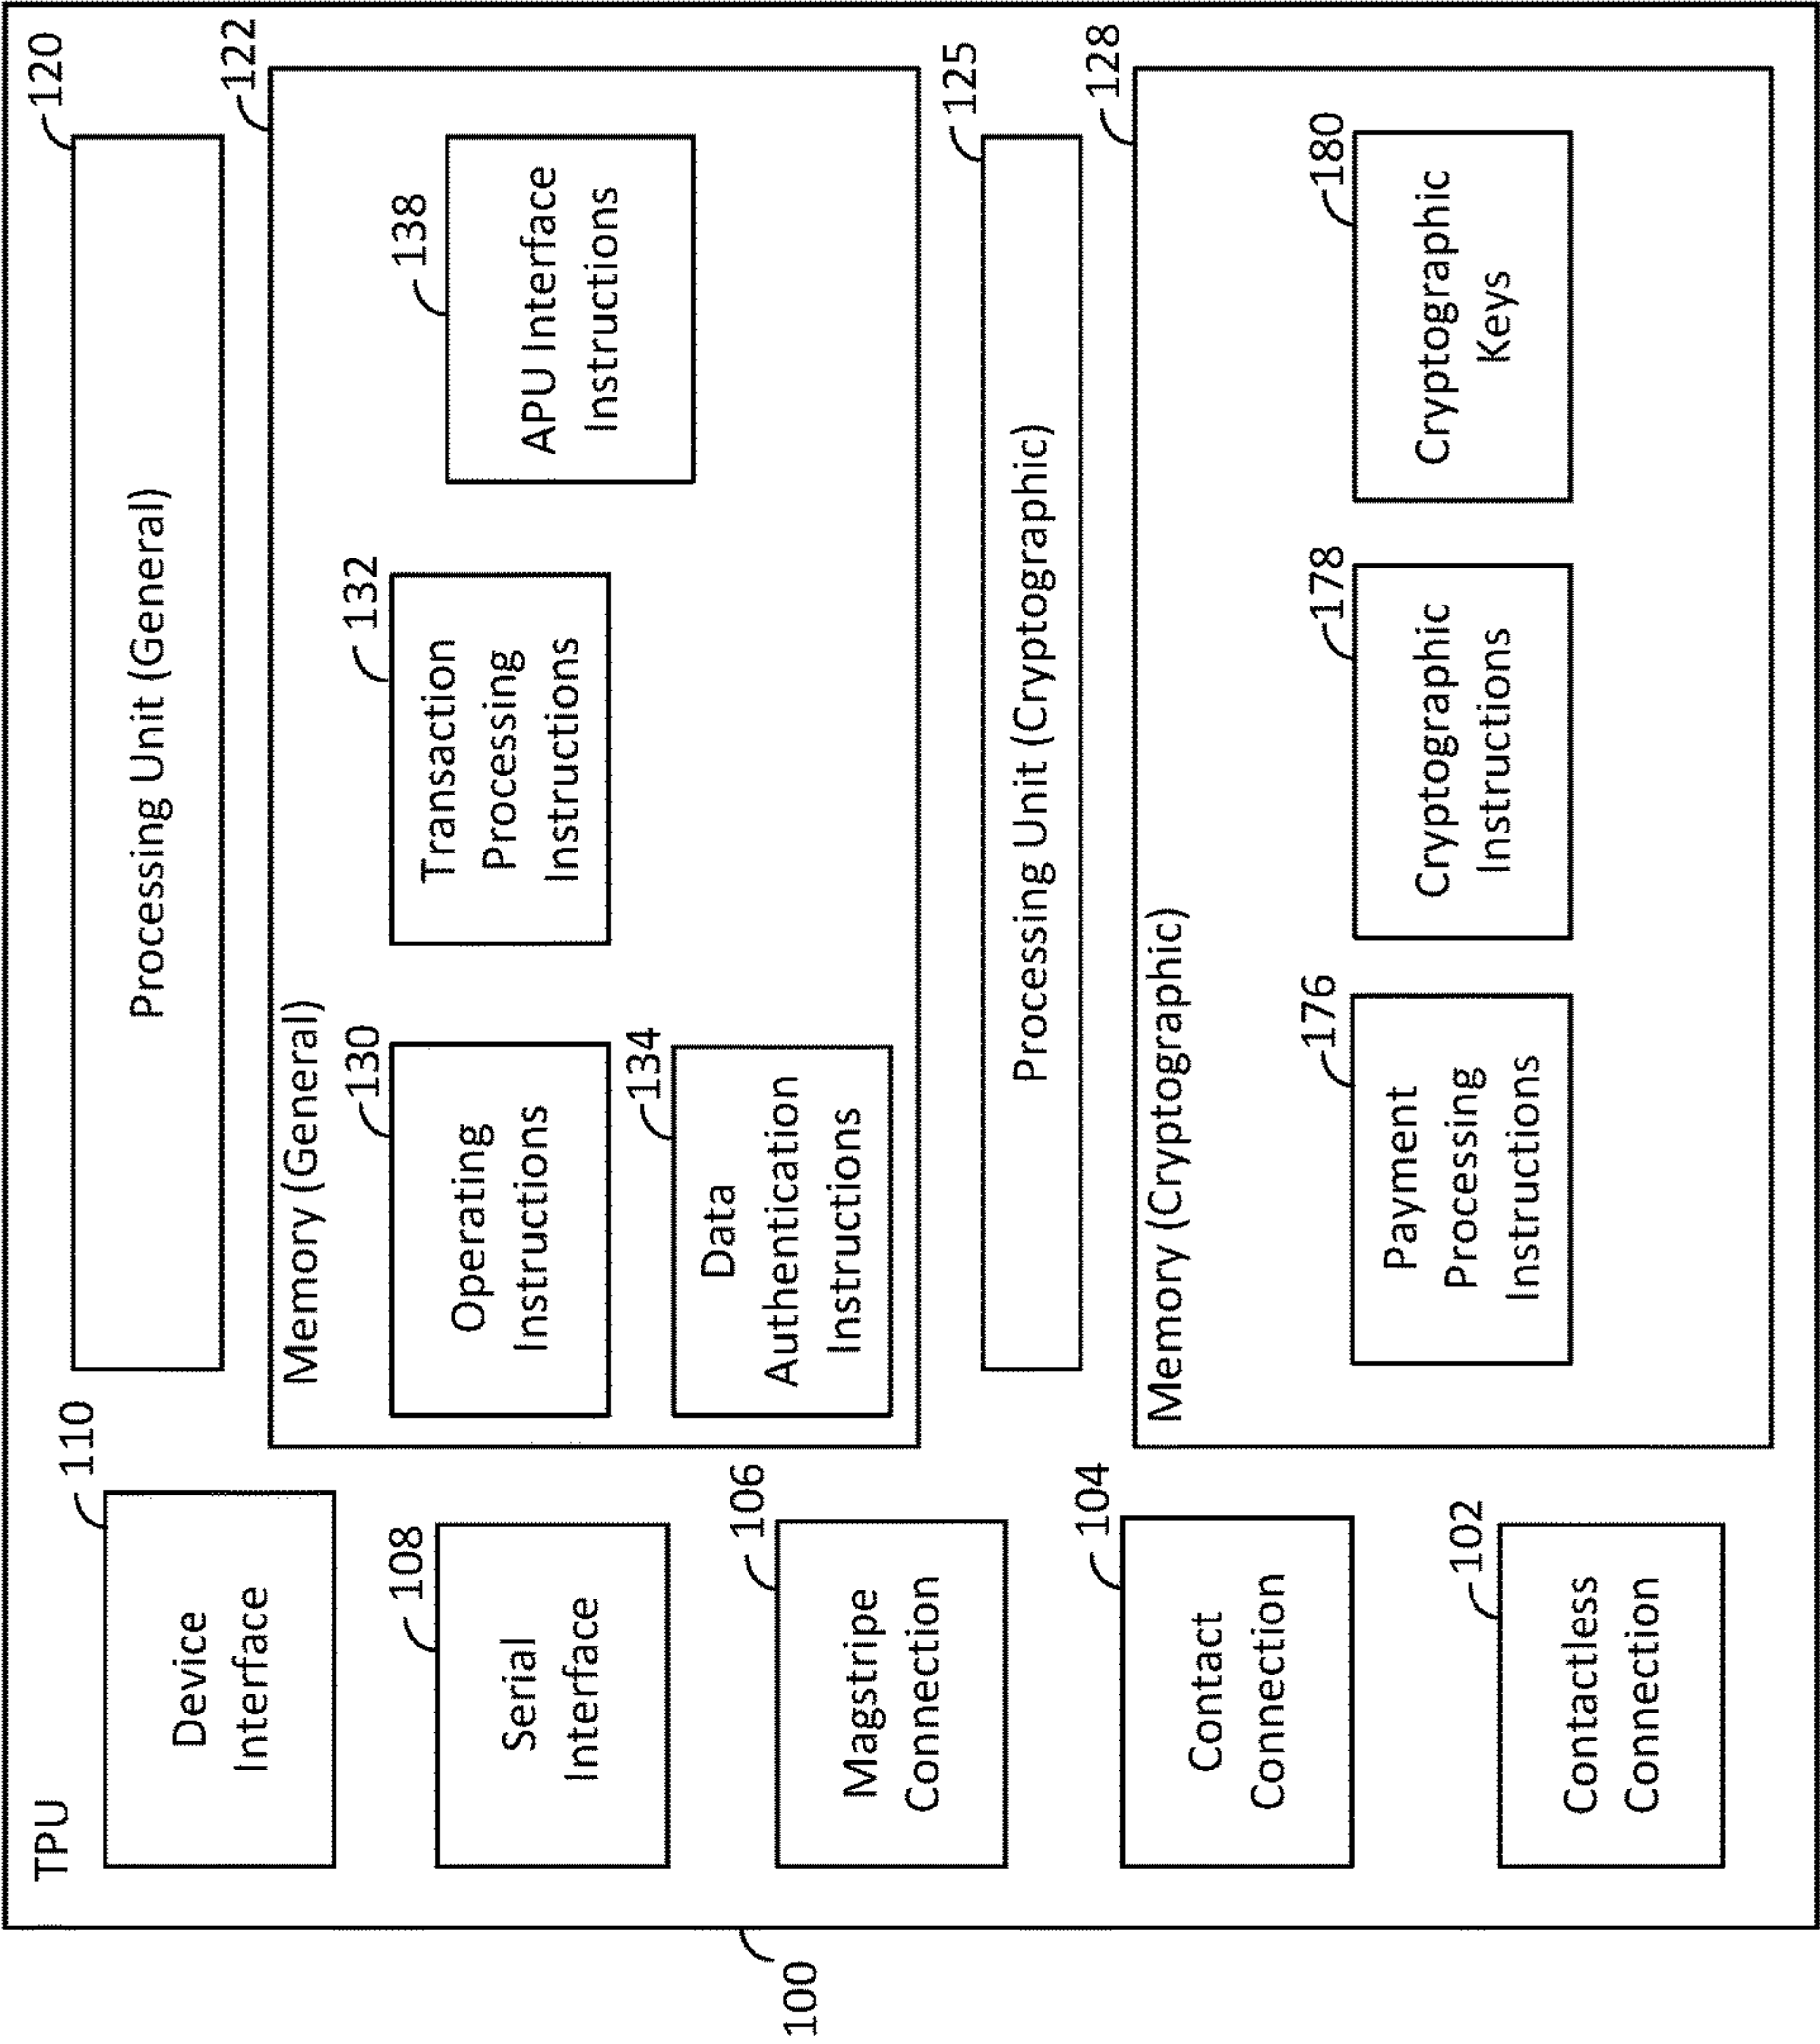 TPU
100
110
Device
Interface
108
Serial
Interface
106
Magstripe
Connection
104
Contact
Connection
102
Contactless
Connection
120
Processing Unit (General)
122
Memory (General)
130
Operating
Instructions
132
Transaction
Processing
Instructions
138
APU Interface
Instructions
134
Data
Authentication
Instructions
125
Processing Unit (Cryptographic)
128
Memory (Cryptographic)
176
Payment
Processing
Instructions
178
Cryptographic
Instructions
180
Cryptographic
Keys